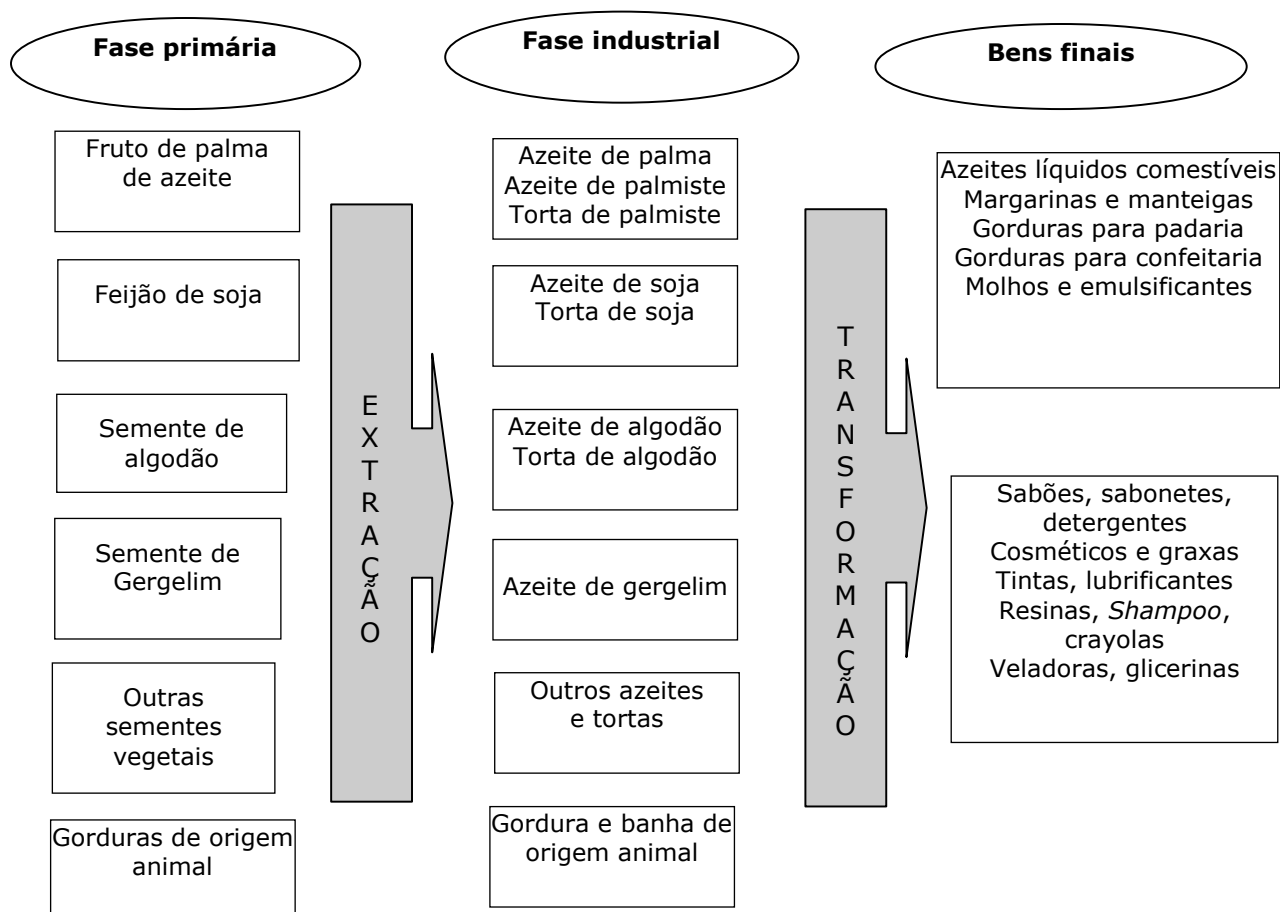 Fase primária
Fase industrial
Bens finais
Fruto de palma
de azeite
Feijão de soja
Semente de
algodão
Semente de
Gergelim
Outras
sementes
vegetais
Gorduras de origem
animal
EXTRAÇÃO
Azeite de palma
Azeite de palmiste
Torta de palmiste
Azeite de soja
Torta de soja
Azeite de algodão
Torta de algodão
Azeite de gergelim
Outros azeites
e tortas
Gordura e banha de
origem animal
TRANSFORMAÇÃO
Azeites líquidos comestíveis
Margarinas e manteigas
Gorduras para padaria
Gorduras para confeitaria
Molhos e emulsificantes
Sabões, sabonetes,
detergentes
Cosméticos e graxas
Tintas, lubrificantes
Resinas, Shampoo,
crayolas
Veladoras, glicerinas